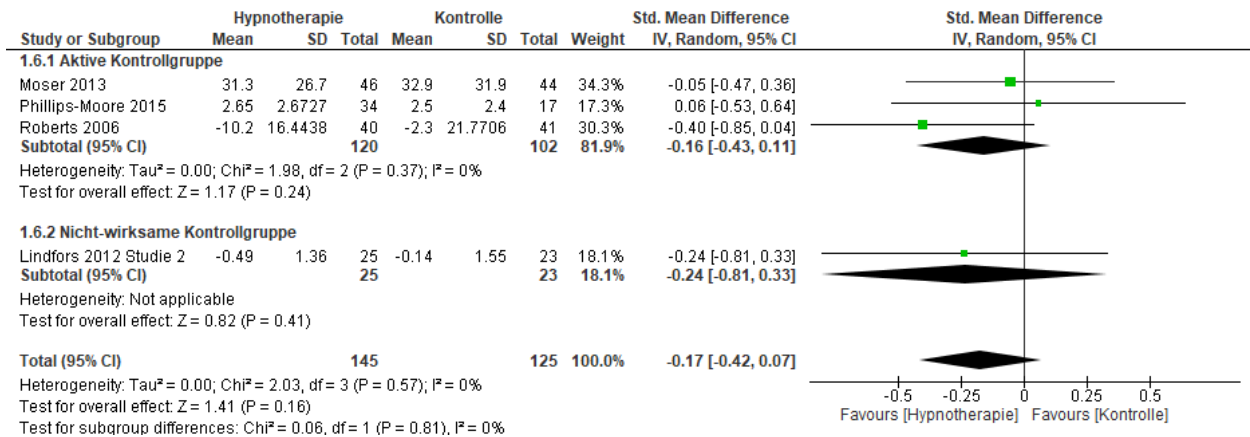 Hypnotherapie Kontrolle Std. Mean Difference Std. Mean Difference
Study or Subgroup Mean SD Total Mean SD Total Weight IV, Random, 95% CI IV, Random, 95% CI
1.6.1 Aktive Kontrollgruppe
Moser 2013 31.3 26.7 46 32.9 31.9 44 34.3% -0.05 [-0.47, 0.36]
Phillips-Moore 2015 2.65 2.6727 34 2.5 2.4 17 17.3% 0.06 [-0.53, 0.64]
Roberts 2006 -10.2 16.4438 40 -2.3 21.7706 41 30.3% -0.40 [-0.85, 0.04]
Subtotal (95% CI) 120 102 81.9% -0.16 [-0.43, 0.11]
Heterogeneity: Tau² = 0.00; Chi² = 1.98, df = 2 (P = 0.37); I² = 0%
Test for overall effect: Z = 1.17 (P = 0.24)
1.6.2 Nicht-wirksame Kontrollgruppe
Lindfors 2012 Studie 2 -0.49 1.36 25 -0.14 1.55 23 18.1% -0.24 [-0.81, 0.33]
Subtotal (95% CI) 25 23 18.1% -0.24 [-0.81, 0.33]
Heterogeneity: Not applicable
Test for overall effect: Z = 0.82 (P = 0.41)
Total (95% CI) 145 125 100.0% -0.17 [-0.42, 0.07]
Heterogeneity: Tau² = 0.00; Chi² = 2.03, df = 3 (P = 0.57); I² = 0%
Test for overall effect: Z = 1.41 (P = 0.16)
Test for subgroup differences: Chi² = 0.06, df = 1 (P = 0.81), I² = 0%
-0.5 -0.25 0 0.25 0.5
Favours [Hypnotherapie] Favours [Kontrolle]